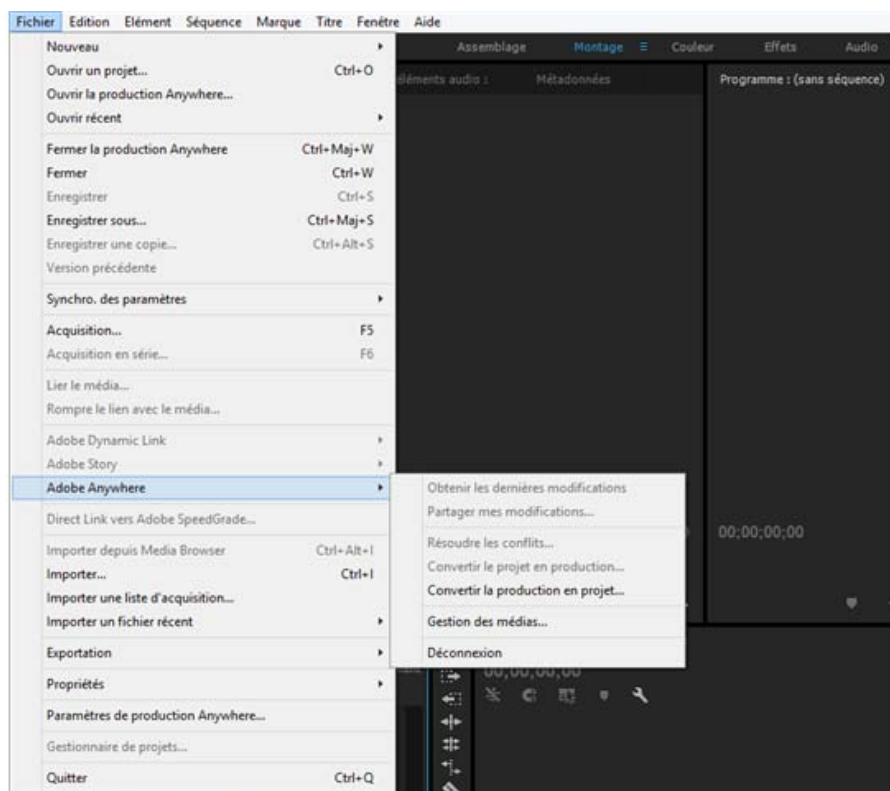 Fichier Edition Elément Séquence Marque Titre Fenêtre Aide
Assemblage Montage Couleur Effets Audio
éléments audio : Métadonnées Programme : (sans séquence)
Nouveau
Ouvrir un projet... Ctrl+O
Ouvrir la production Anywhere...
Ouvrir récent
Fermer la production Anywhere Ctrl+Maj+W
Fermer Ctrl+W
Enregistrer Ctrl+S
Enregistrer sous... Ctrl+Maj+S
Enregistrer une copie... Ctrl+Alt+S
Version précédente
Synchro. des paramètres
Acquisition... F5
Acquisition en série... F6
Lier le média...
Rompre le lien avec le média...
Adobe Dynamic Link
Adobe Story
Adobe Anywhere
Direct Link vers Adobe SpeedGrade...
Importer depuis Media Browser Ctrl+Alt+I
Importer... Ctrl+I
Importer une liste d'acquisition...
Importer un fichier récent
Exportation
Propriétés
Paramètres de production Anywhere...
Gestionnaire de projets...
Quitter Ctrl+Q
Obtenir les dernières modifications
Partager mes modifications...
Résoudre les conflits...
Convertir le projet en production...
Convertir la production en projet...
Gestion des médias...
Déconnexion
00;00;00;00
00;00;00;00